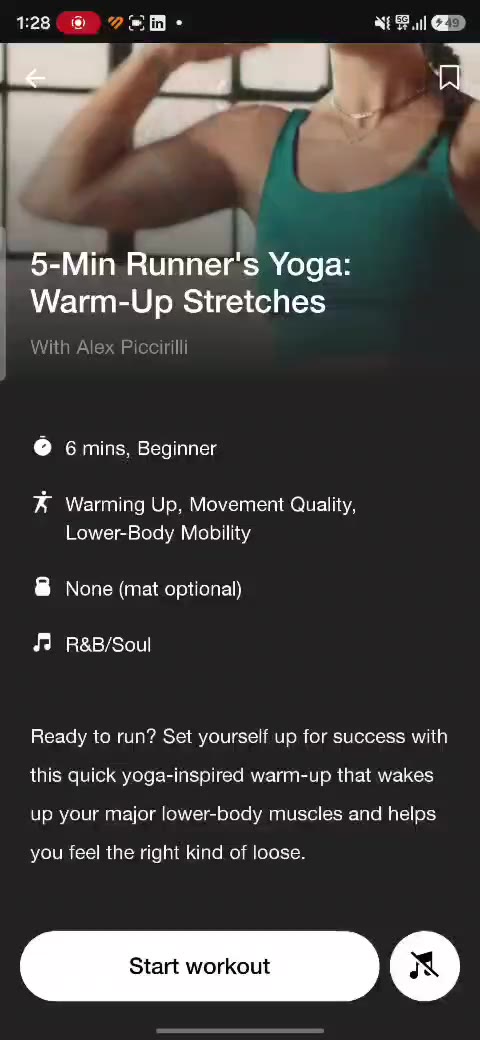 1:28
in
5G
49
5-Min Runner's Yoga:
Warm-Up Stretches
With Alex Piccirilli
6 mins, Beginner
Warming Up, Movement Quality,
Lower-Body Mobility
None (mat optional)
R&B/Soul
Ready to run? Set yourself up for success with
this quick yoga-inspired warm-up that wakes
up your major lower-body muscles and helps
you feel the right kind of loose.
Start workout